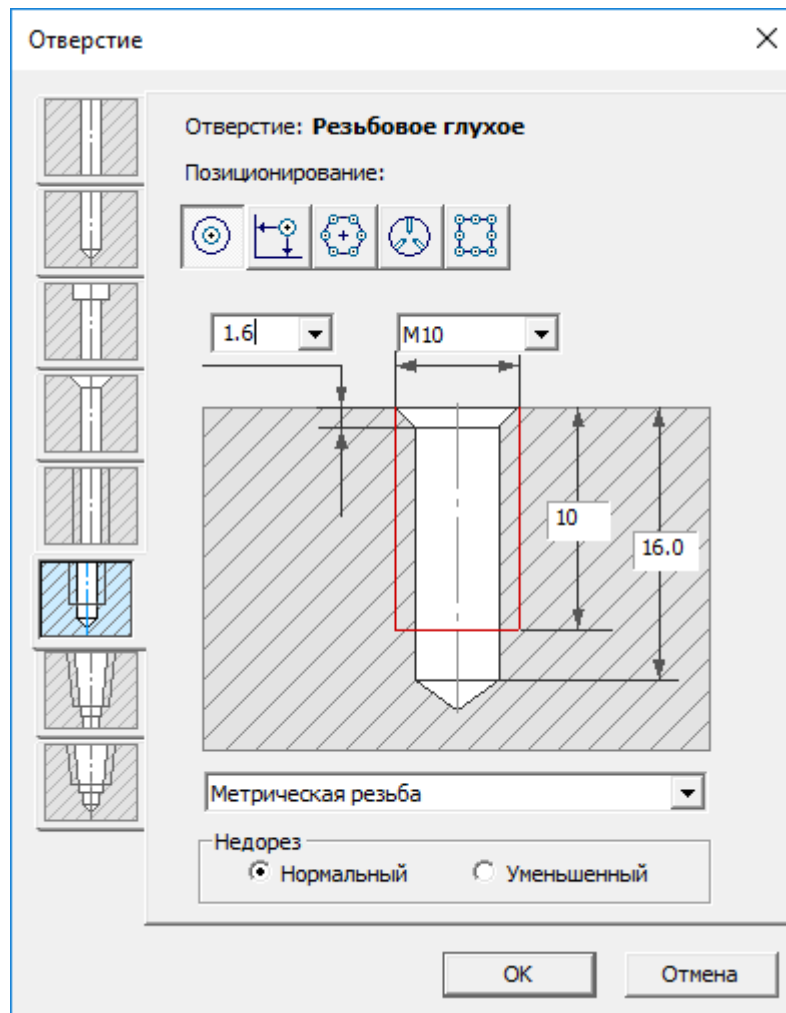 Отверстие
Отверстие: Резьбовое глухое
Позиционирование:
1.6 M10
10
16.0
Метрическая резьба
Недорез
Нормальный Уменьшенный
OK Отмена